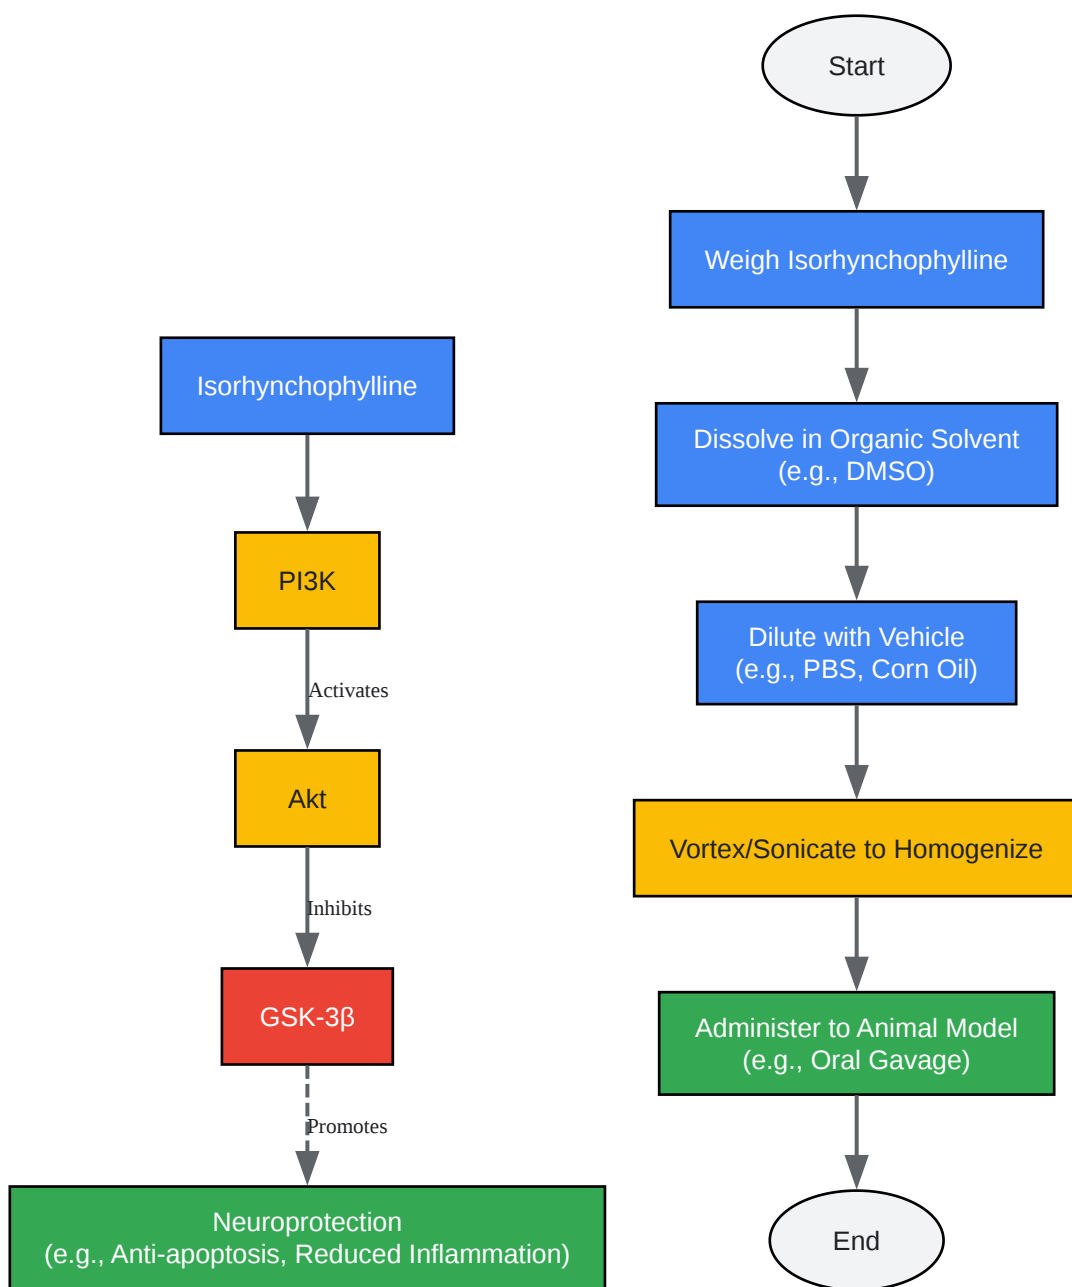 Isorhynchophylline
PI3K
Activates
Akt
Inhibits
GSK-3β
Promotes
Neuroprotection
(e.g., Anti-apoptosis, Reduced Inflammation)
Start
Weigh Isorhynchophylline
Dissolve in Organic Solvent
(e.g., DMSO)
Dilute with Vehicle
(e.g., PBS, Corn Oil)
Vortex/Sonicate to Homogenize
Administer to Animal Model
(e.g., Oral Gavage)
End